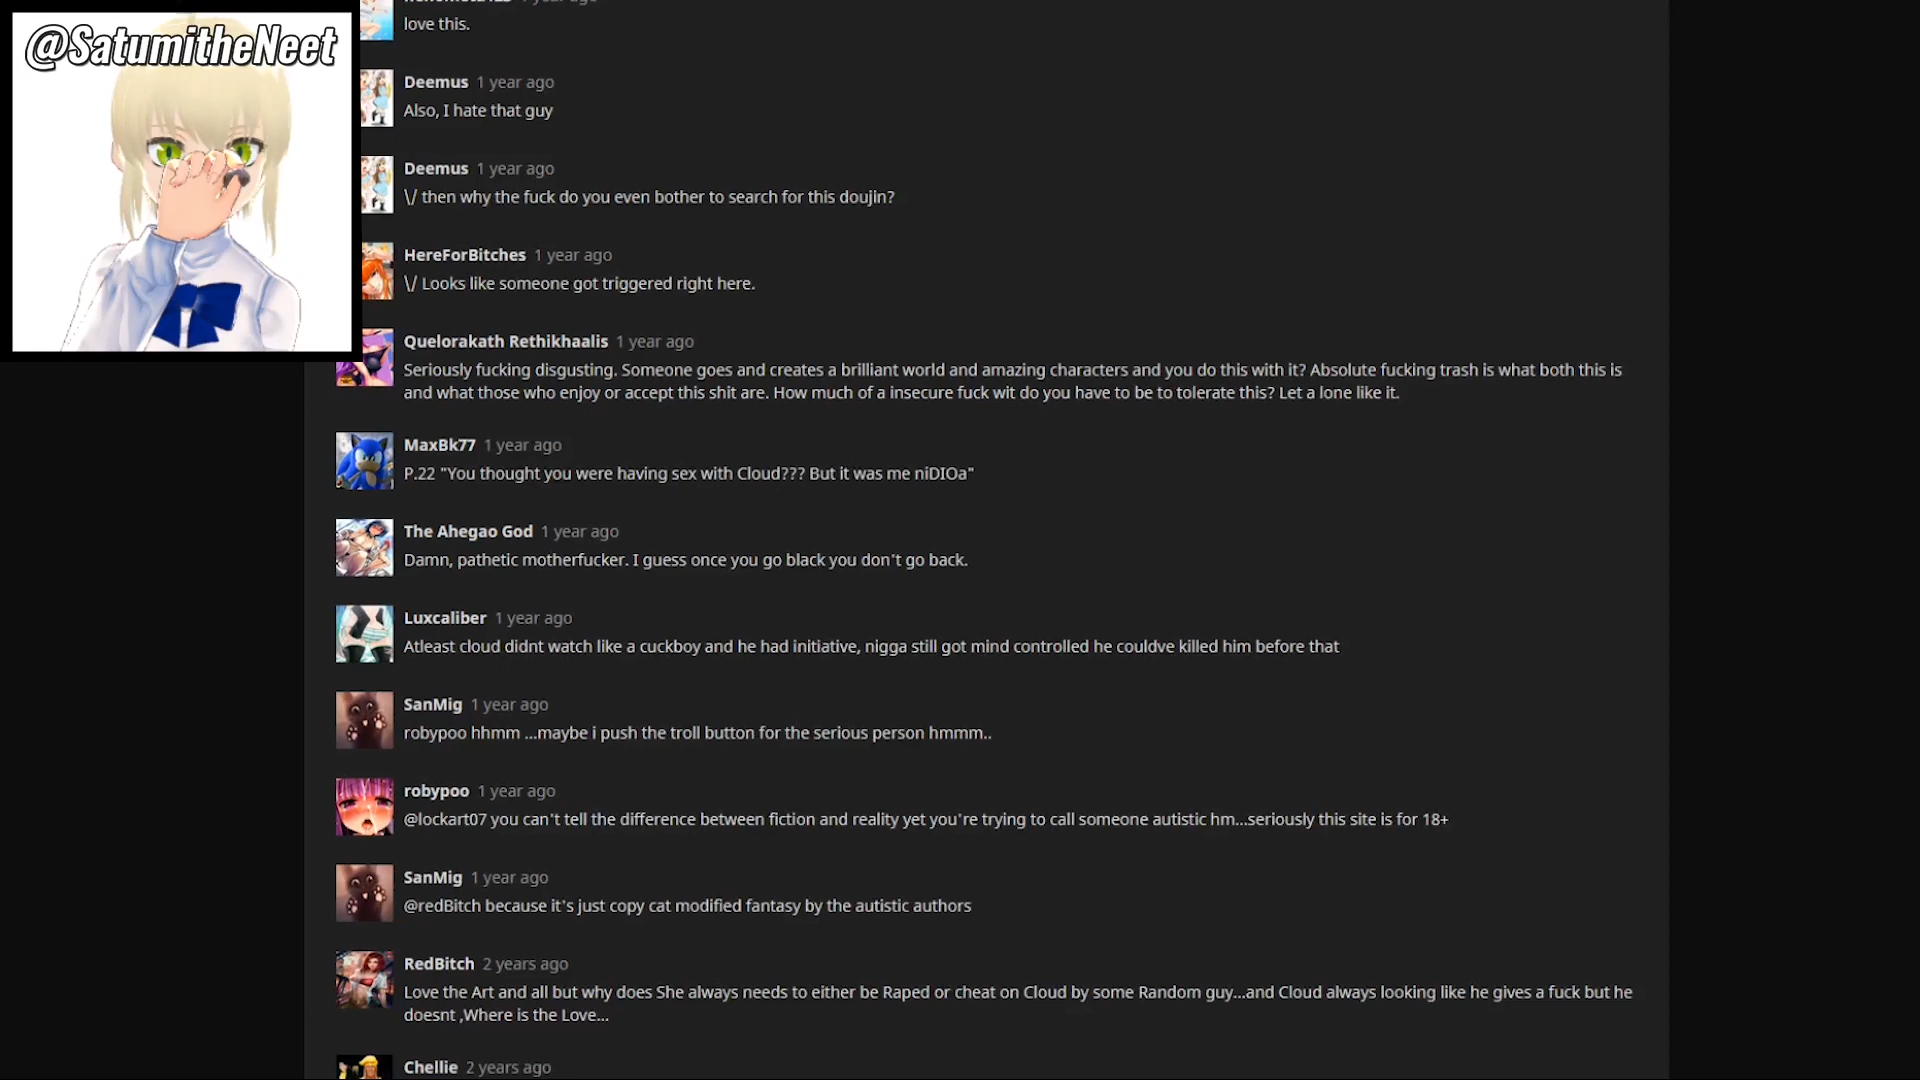 @SatumitheNeet
love this.
Deemus 1 year ago
Also, I hate that guy
Deemus 1 year ago
\/ then why the fuck do you even bother to search for this doujin?
HereForBitches 1 year ago
\/ Looks like someone got triggered right here.
Quelorakath Rethikhaalis 1 year ago
Seriously fucking disgusting. Someone goes and creates a brilliant world and amazing characters and you do this with it? Absolute fucking trash is what both this is
and what those who enjoy or accept this shit are. How much of a insecure fuck wit do you have to be to tolerate this? Let a lone like it.
MaxBk77 1 year ago
P.22 "You thought you were having sex with Cloud??? But it was me niDIOa"
The Ahegao God 1 year ago
Damn, pathetic motherfucker. I guess once you go black you don't go back.
Luxcaliber 1 year ago
Atleast cloud didnt watch like a cuckboy and he had initiative, nigga still got mind controlled he couldve killed him before that
SanMig 1 year ago
robypoo hhmm ...maybe i push the troll button for the serious person hmmm..
robypoo 1 year ago
@lockart07 you can't tell the difference between fiction and reality yet you're trying to call someone autistic hm...seriously this site is for 18+
SanMig 1 year ago
@redBitch because it's just copy cat modified fantasy by the autistic authors
RedBitch 2 years ago
Love the Art and all but why does She always needs to either be Raped or cheat on Cloud by some Random guy...and Cloud always looking like he gives a fuck but he
doesnt ,Where is the Love...
Chellie 2 years ago